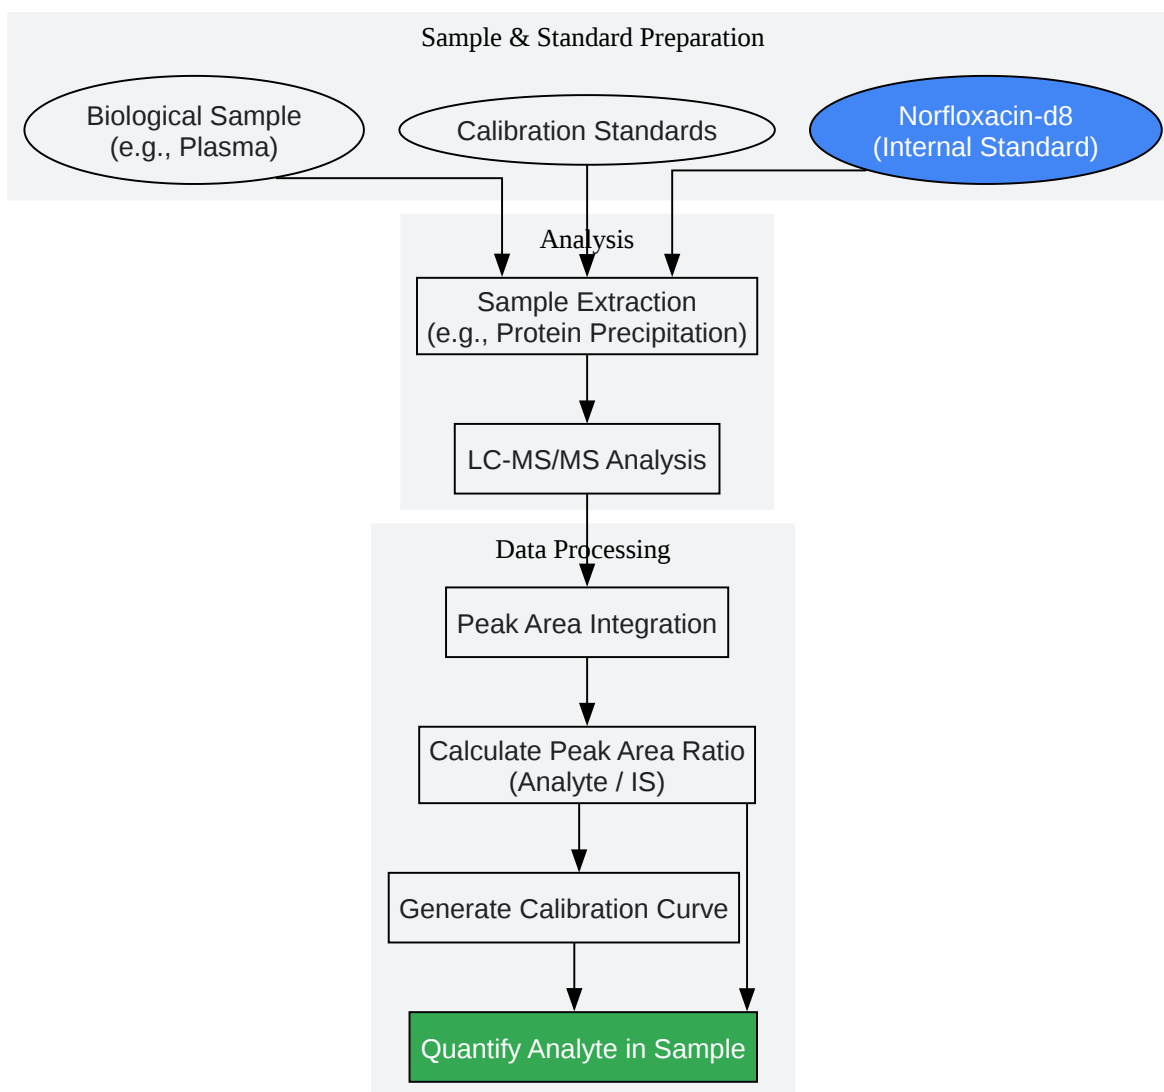 Sample & Standard Preparation
Biological Sample
(e.g., Plasma)
Calibration Standards
Norfloxacin-d8
(Internal Standard)
Analysis
Sample Extraction
(e.g., Protein Precipitation)
LC-MS/MS Analysis
Data Processing
Peak Area Integration
Calculate Peak Area Ratio
(Analyte / IS)
Generate Calibration Curve
Quantify Analyte in Sample